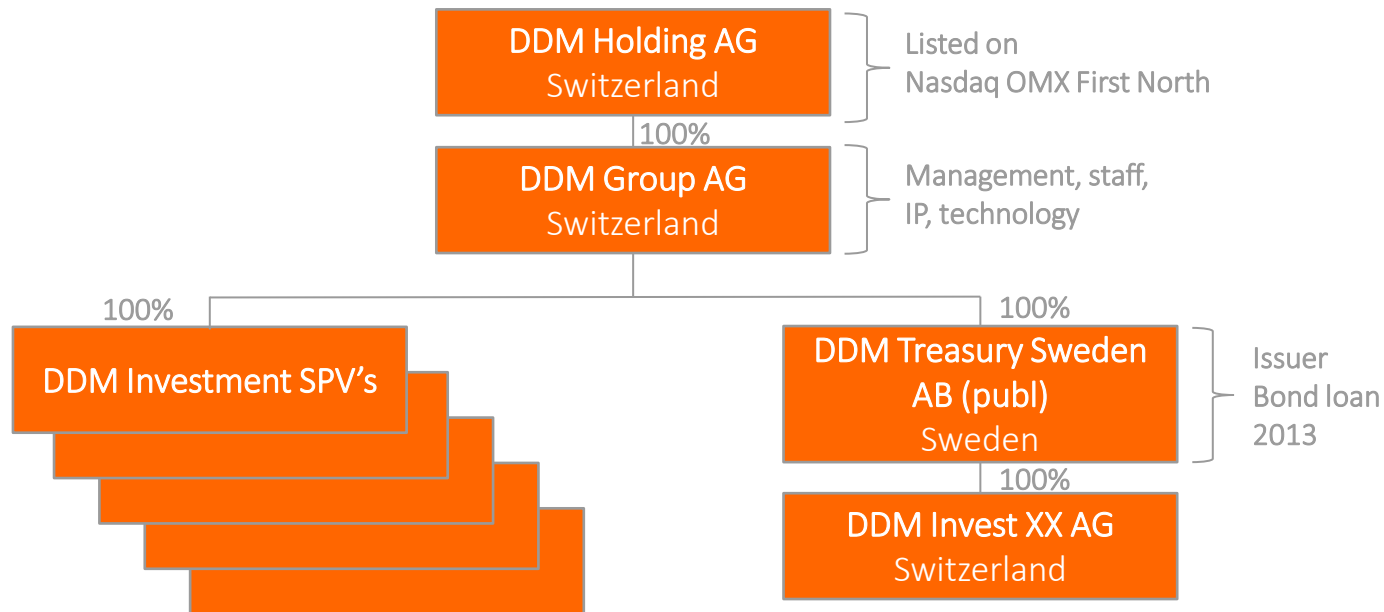 DDM Holding AG
Switzerland
Listed on
Nasdaq OMX First North
100%
DDM Group AG
Switzerland
Management, staff,
IP, technology
100%
DDM Investment SPV’s
100%
DDM Treasury Sweden
AB (publ)
Sweden
Issuer
Bond loan
2013
100%
DDM Invest XX AG
Switzerland